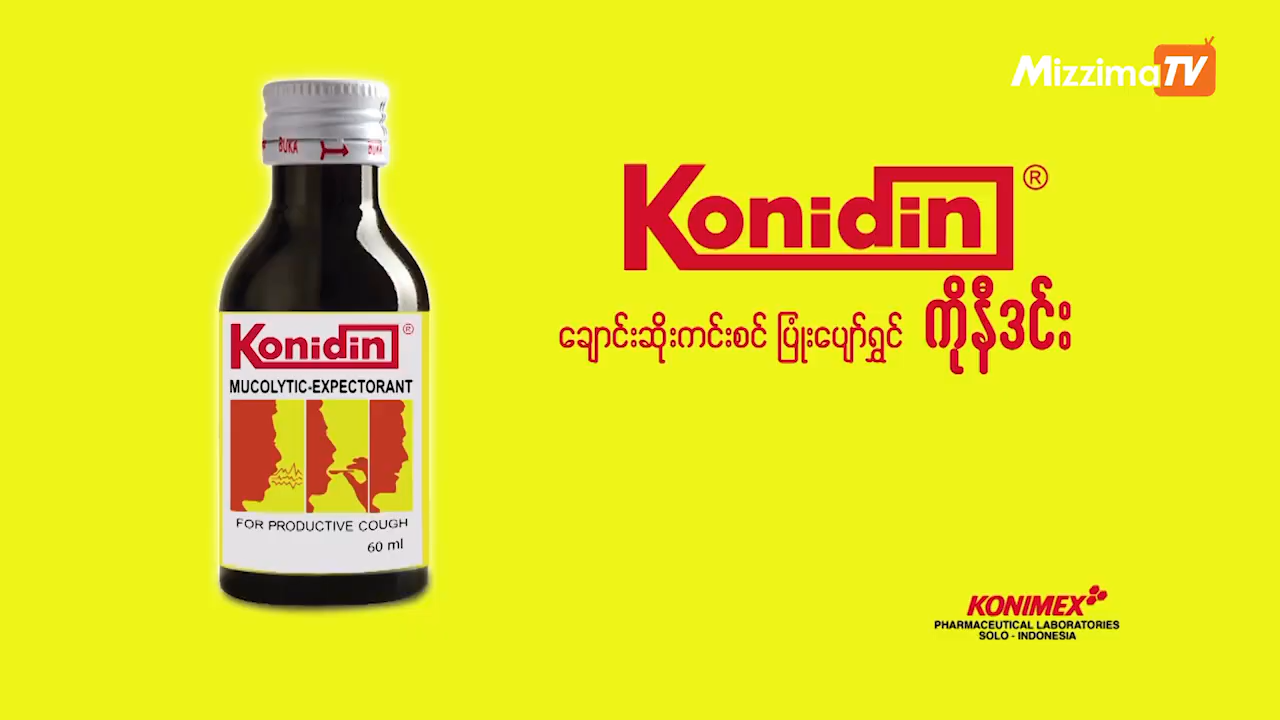 MizzimaTV
BUKA
Konidin®
ချောင်းဆိုးကင်းစင် ပြုံးပျော်ရွှင် ကိုနီဒင်း
Konidin®
MUCOLYTIC-EXPECTORANT
FOR PRODUCTIVE COUGH
60 ml
KONIMEX
PHARMACEUTICAL LABORATORIES
SOLO - INDONESIA